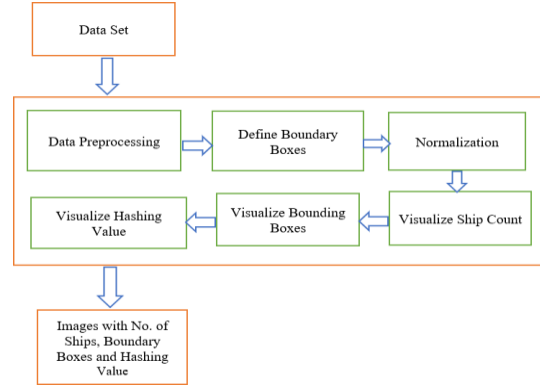 Data Set
Data Preprocessing
Define Boundary
Boxes
Normalization
Visualize Hashing
Value
Visualize Bounding
Boxes
Visualize Ship Count
Images with No. of
Ships, Boundary
Boxes and Hashing
Value